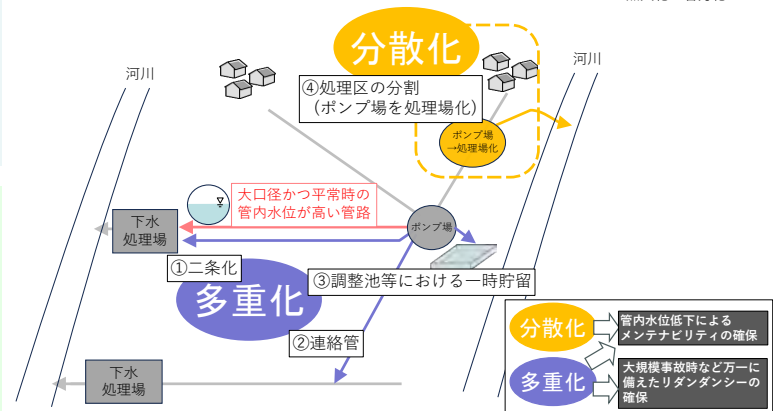 分散化
河川
河川
④処理区の分割
（ポンプ場を処理場化）
ポンプ場
→処理場化
大口径かつ平常時の
管内水位が高い管路
下水
処理場
ポンプ場
①二条化
③調整池等における一時貯留
多重化
②連絡管
下水
処理場
分散化
管内水位低下による
メンテナビリティの確保
多重化
大規模事故時など万一に
備えたリダンダンシーの
確保